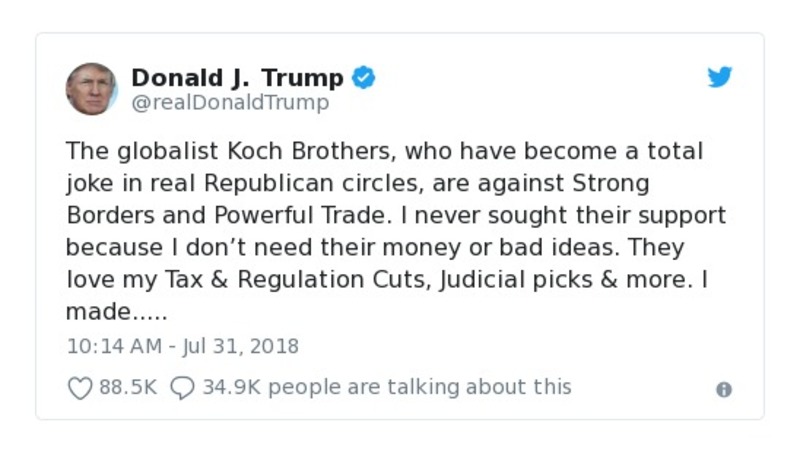 Donald J. Trump
@realDonaldTrump
The globalist Koch Brothers, who have become a total
joke in real Republican circles, are against Strong
Borders and Powerful Trade. I never sought their support
because I don’t need their money or bad ideas. They
love my Tax & Regulation Cuts, Judicial picks & more. I
made.....
10:14 AM - Jul 31, 2018
88.5K 34.9K people are talking about this